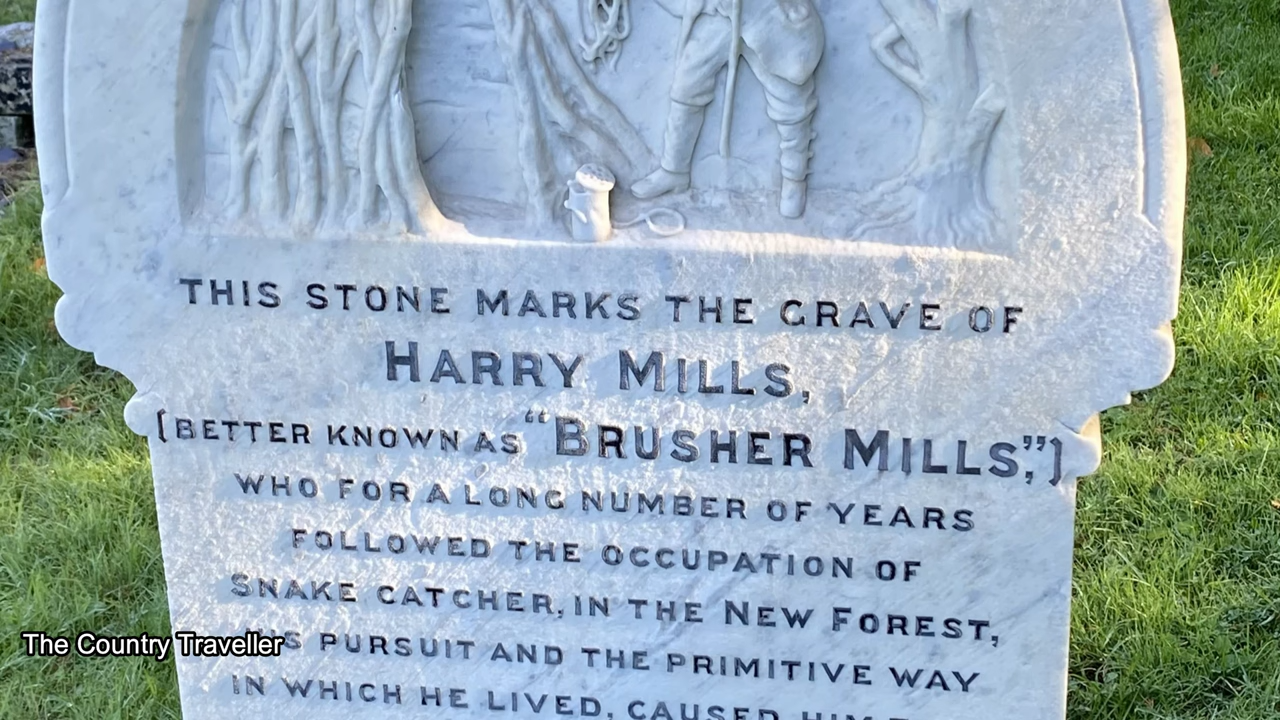 THIS STONE MARKS THE GRAVE OF
HARRY MILLS,
(BETTER KNOWN AS "BRUSHER MILLS,")
WHO FOR A LONG NUMBER OF YEARS
FOLLOWED THE OCCUPATION OF
SNAKE CATCHER, IN THE NEW FOREST,
PURSUIT AND THE PRIMITIVE WAY
IN WHICH HE LIVED, CAUSED HIM
The Country Traveller